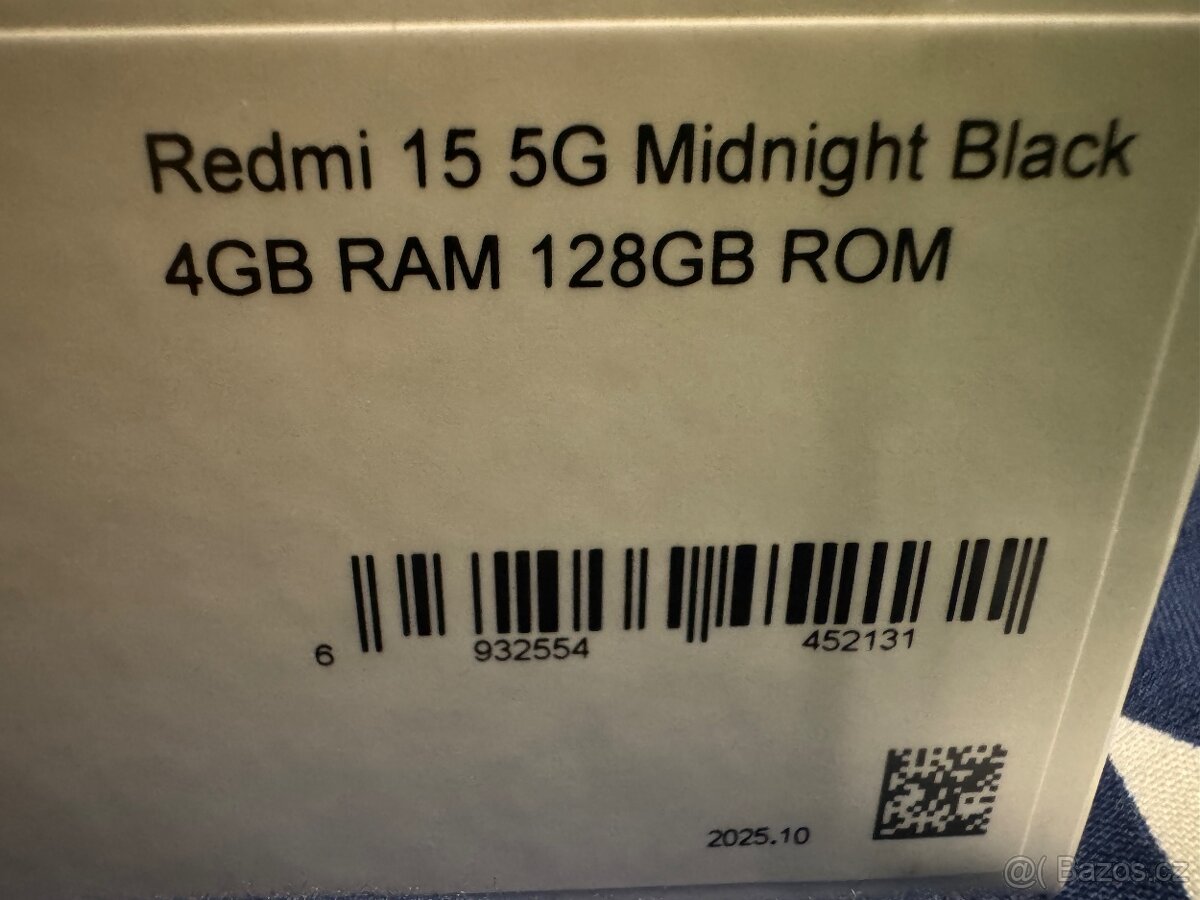 Redmi 15 5G Midnight Black
4GB RAM 128GB ROM
6 932554 452131
2025.10
@( Bazos.cz